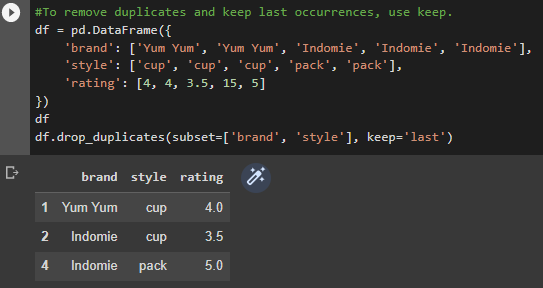 #To remove duplicates and keep last occurrences, use keep.
df = pd.DataFrame({
    'brand': ['Yum Yum', 'Yum Yum', 'Indomie', 'Indomie', 'Indomie'],
    'style': ['cup', 'cup', 'cup', 'pack', 'pack'],
    'rating': [4, 4, 3.5, 15, 5]
})
df
df.drop_duplicates(subset=['brand', 'style'], keep='last')
brand style rating
1 Yum Yum cup 4.0
2 Indomie cup 3.5
4 Indomie pack 5.0